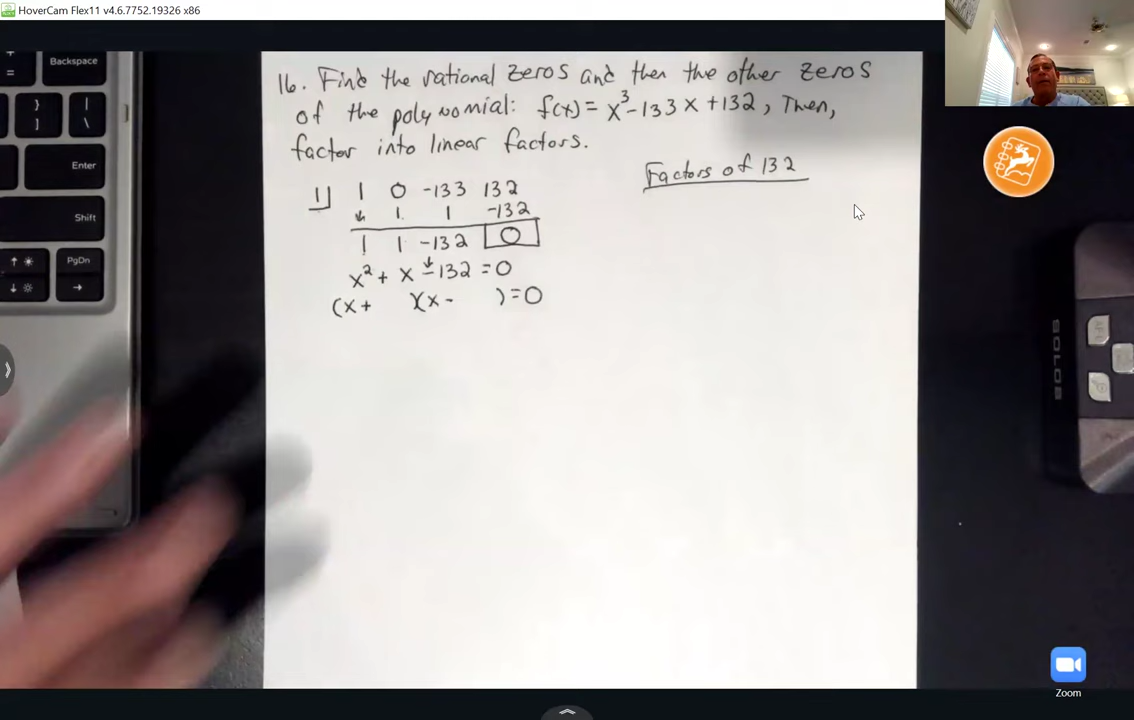 HoverCam Flex11 v4.6.7752.19326 x86
16. Find the rational zeros and then the other zeros
of the polynomial: f(x) = x³-133x+132, Then,
factor into linear factors.
Factors of 132
1] 1 0 -133 132
↓ 1 1 -132
1 1 -132 0
x² + x - 132 = 0
(x + )(x - ) = 0
+
=
Backspace
}
]
|
\
Enter
Shift
PgDn
SOLO8
Zoom